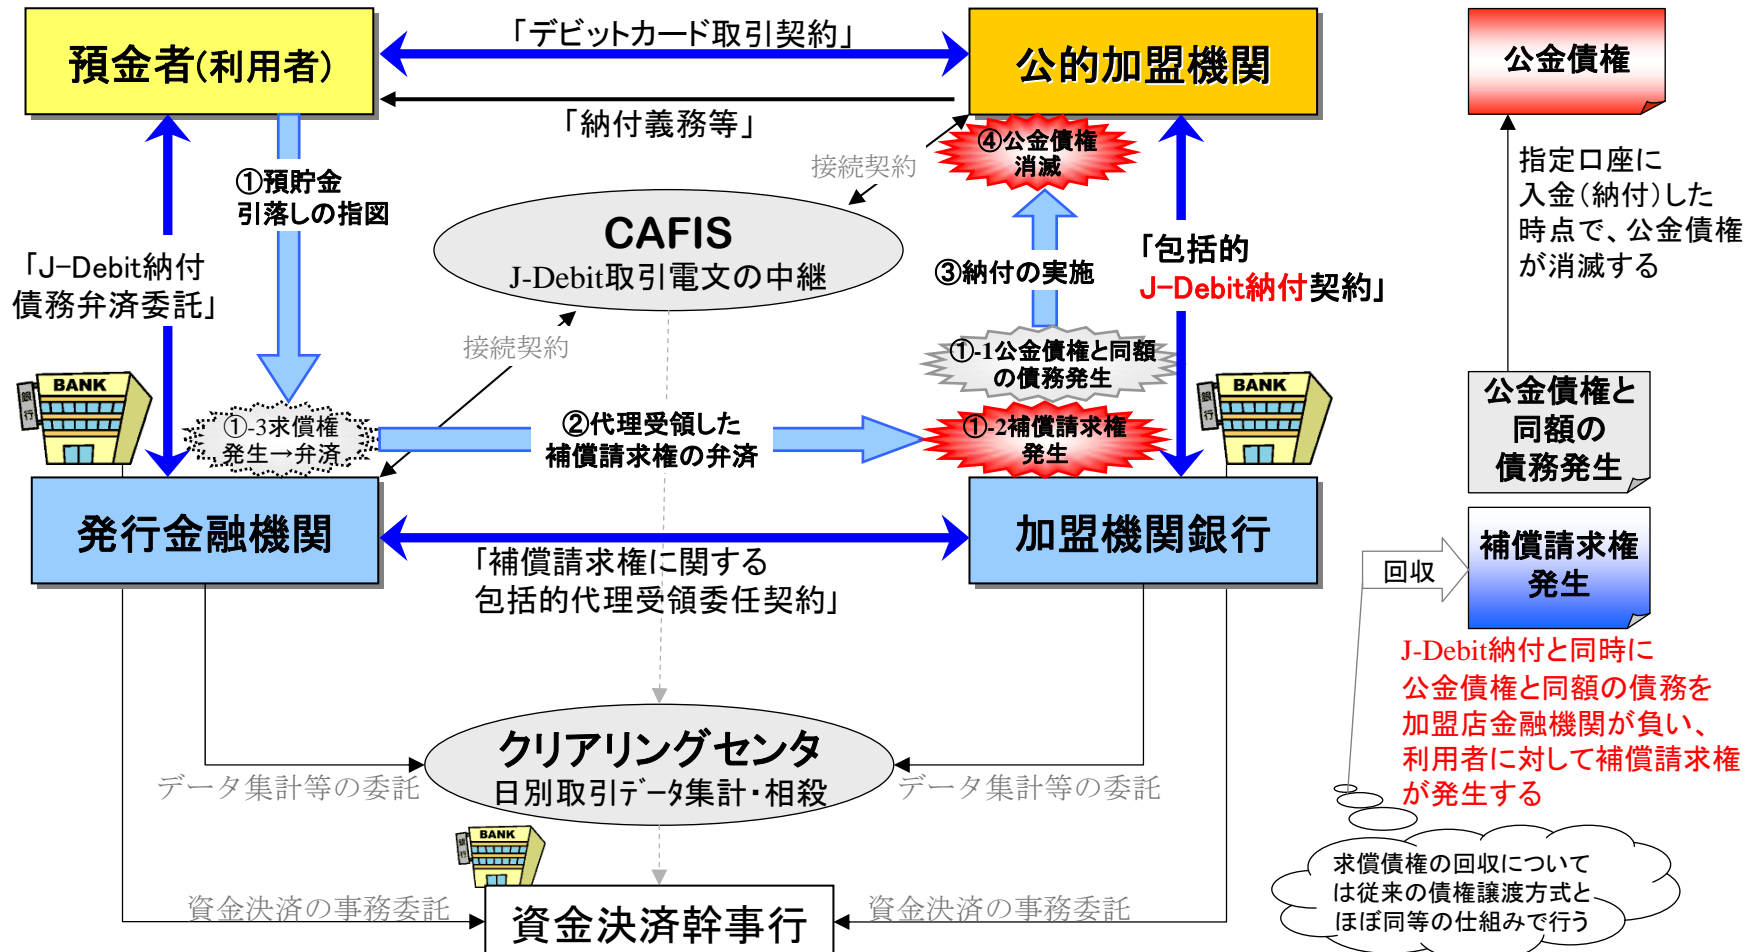 預金者(利用者)
「デビットカード取引契約」
公的加盟機関
公金債権
「納付義務等」
①預貯金
引落しの指図
接続契約
④公金債権
消滅
指定口座に
入金(納付)した
時点で、公金債権
が消滅する
「J-Debit納付
債務弁済委託」
CAFIS
J-Debit取引電文の中継
③納付の実施
「包括的
J-Debit納付契約」
接続契約
①-1公金債権と同額
の債務発生
BANK
銀行
BANK
銀行
公金債権と
同額の
債務発生
①-3求償権
発生→弁済
②代理受領した
補償請求権の弁済
①-2補償請求権
発生
発行金融機関
加盟機関銀行
「補償請求権に関する
包括的代理受領委任契約」
回収
補償請求権
発生
J-Debit納付と同時に
公金債権と同額の債務を
加盟店金融機関が負い、
利用者に対して補償請求権
が発生する
クリアリングセンタ
日別取引ﾃﾞｰﾀ集計・相殺
データ集計等の委託
データ集計等の委託
BANK
銀行
資金決済の事務委託
資金決済幹事行
資金決済の事務委託
求償債権の回収について
は従来の債権譲渡方式と
ほぼ同等の仕組みで行う